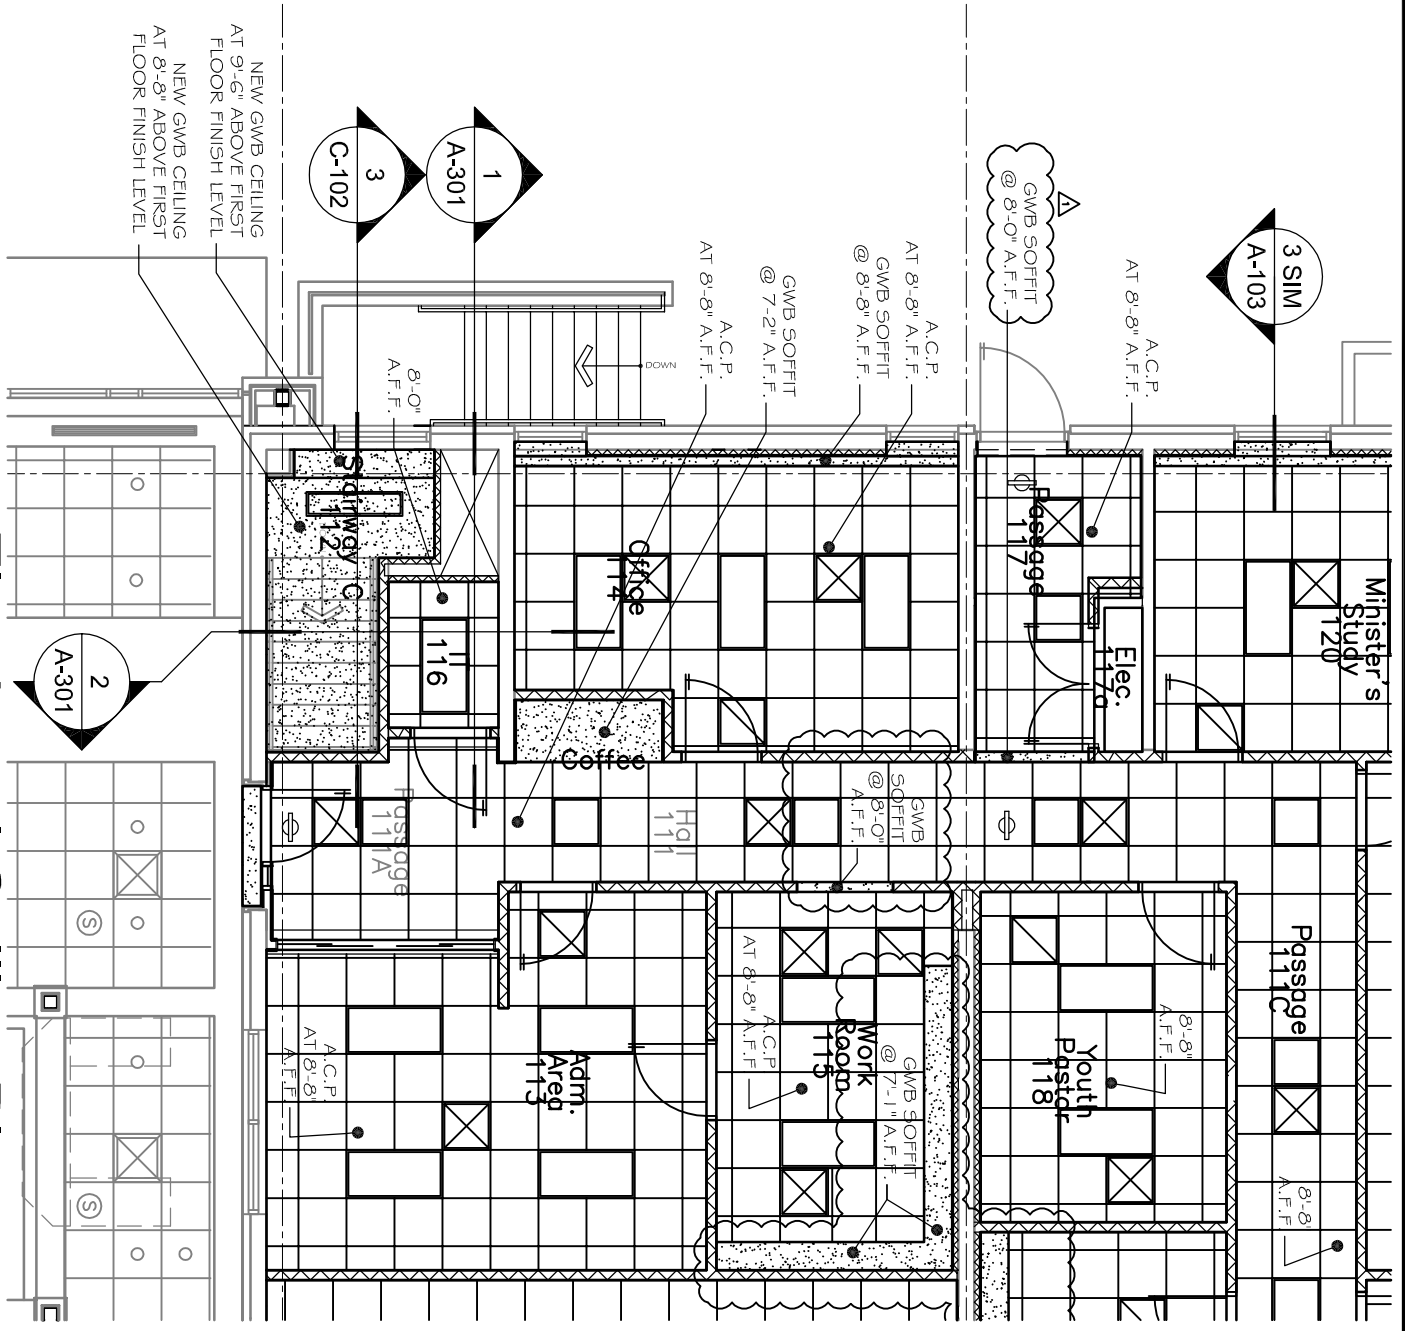 NEW GWB CEILING
AT 9'-6" ABOVE FIRST
FLOOR FINISH LEVEL
NEW GWB CEILING
AT 8'-8" ABOVE FIRST
FLOOR FINISH LEVEL
3
C-102
1
A-301
GWB SOFFIT
@ 8'-0" A.F.F.
1
3 SIM
A-103
A.C.P.
AT 8'-8" A.F.F.
A.C.P.
AT 8'-8" A.F.F.
GWB SOFFIT
@ 8'-8" A.F.F.
GWB SOFFIT
@ 7-2" A.F.F.
A.C.P.
AT 8'-8" A.F.F.
DOWN
8'-0"
A.F.F.
Stairway C
112
IT
116
Office
114
Passage
117
Elec.
117a
Minister's
Study
120
2
A-301
Coffee
Passage
111A
Hall
111
GWB
SOFFIT
@ 8'-0"
A.F.F.
Passage
111C
S
A.C.P.
AT 8'-8" A.F.F
Work
Room
115
GWB SOFFIT
@ 7'-1" A.F.F.
8'-8"
A.F.F.
Youth
Pastor
118
Adm.
Area
113
A.C.P.
AT 8'-8"
A.F.F.
8'-8"
A.F.F.
S